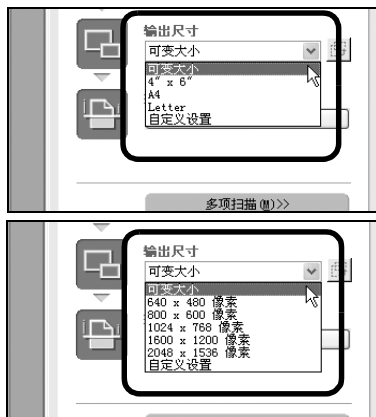 输出尺寸
可变大小
可变大小
4" x 6"
A4
Letter
自定义设置
多项扫描(M)>>
输出尺寸
可变大小
可变大小
640 x 480 像素
800 x 600 像素
1024 x 768 像素
1600 x 1200 像素
2048 x 1536 像素
自定义设置